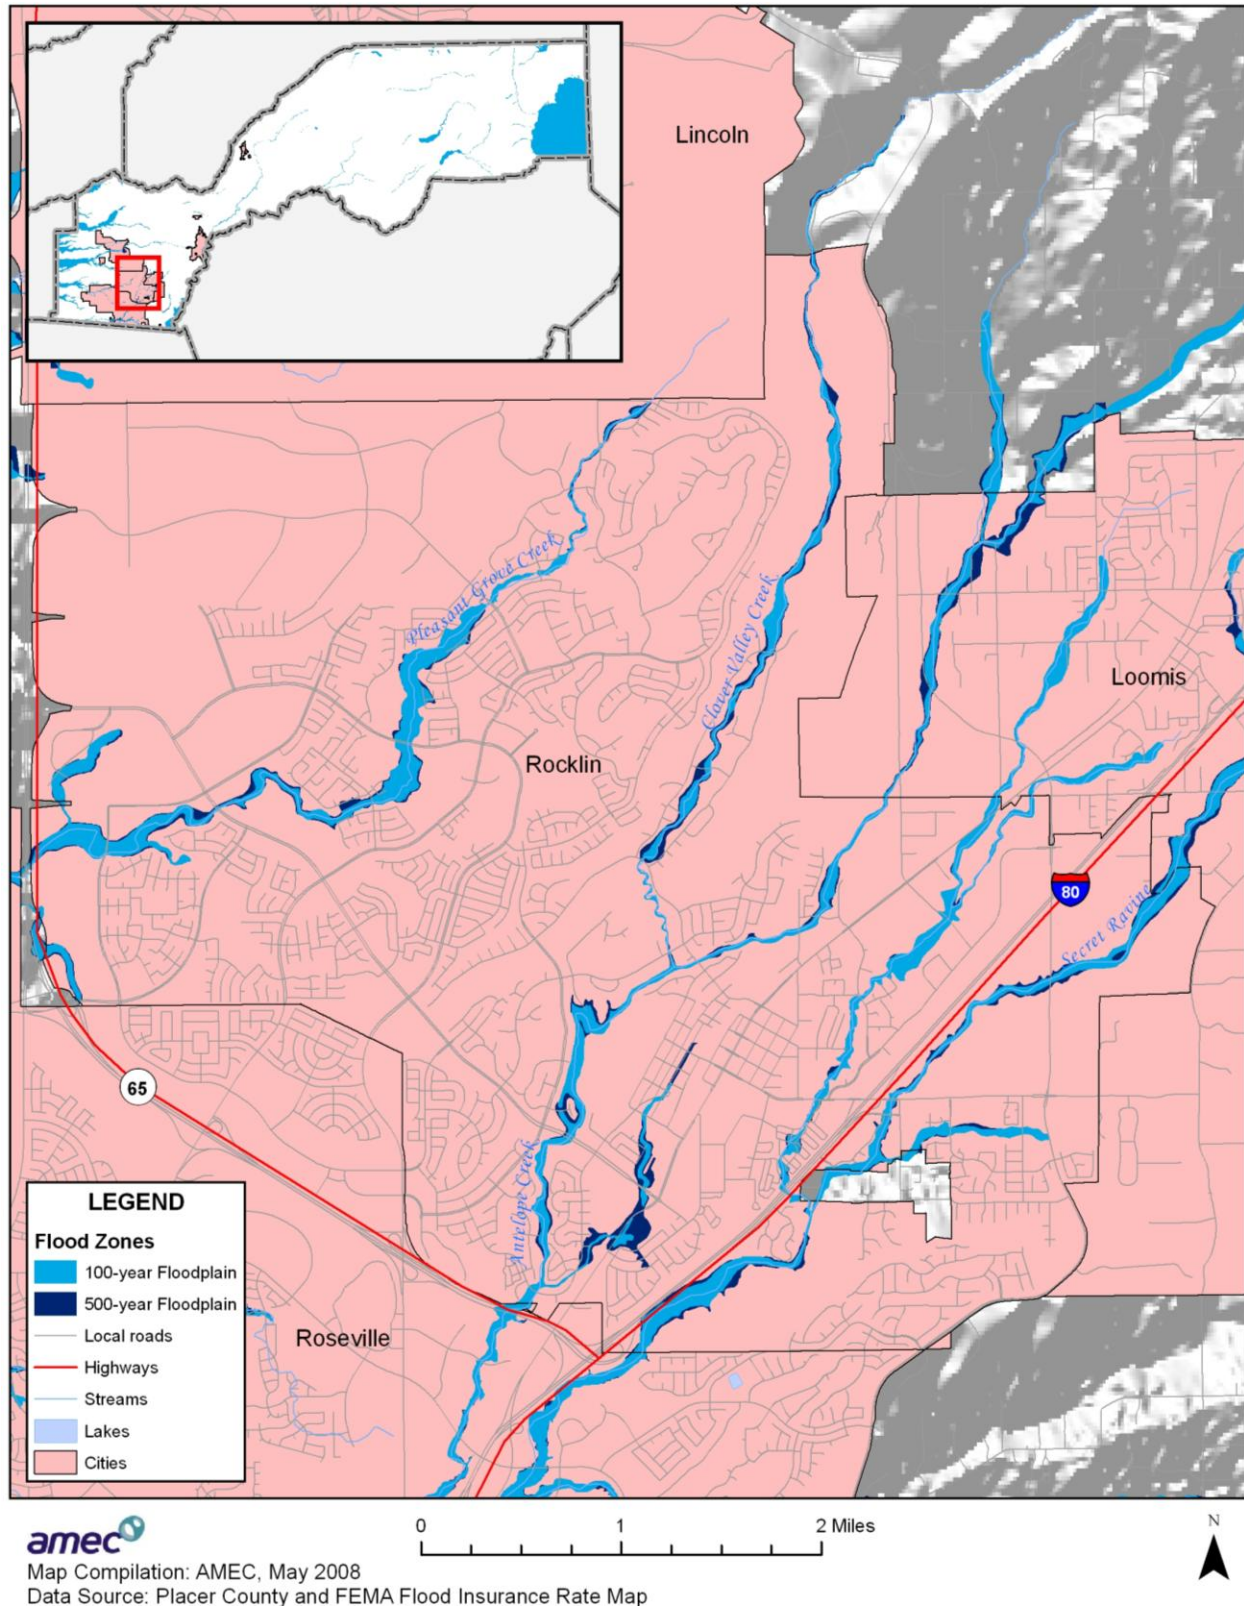 Lincoln
Pleasant Grove Creek
Clover Valley Creek
Loomis
Rocklin
80
Secret Ravine
65
Antelope Creek
Roseville
LEGEND
Flood Zones
100-year Floodplain
500-year Floodplain
Local roads
Highways
Streams
Lakes
Cities
amec
0 1 2 Miles
N
Map Compilation: AMEC, May 2008
Data Source: Placer County and FEMA Flood Insurance Rate Map